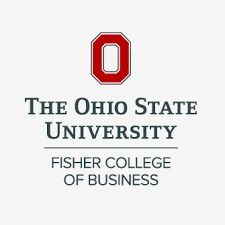 O
THE OHIO STATE
UNIVERSITY
FISHER COLLEGE
OF BUSINESS